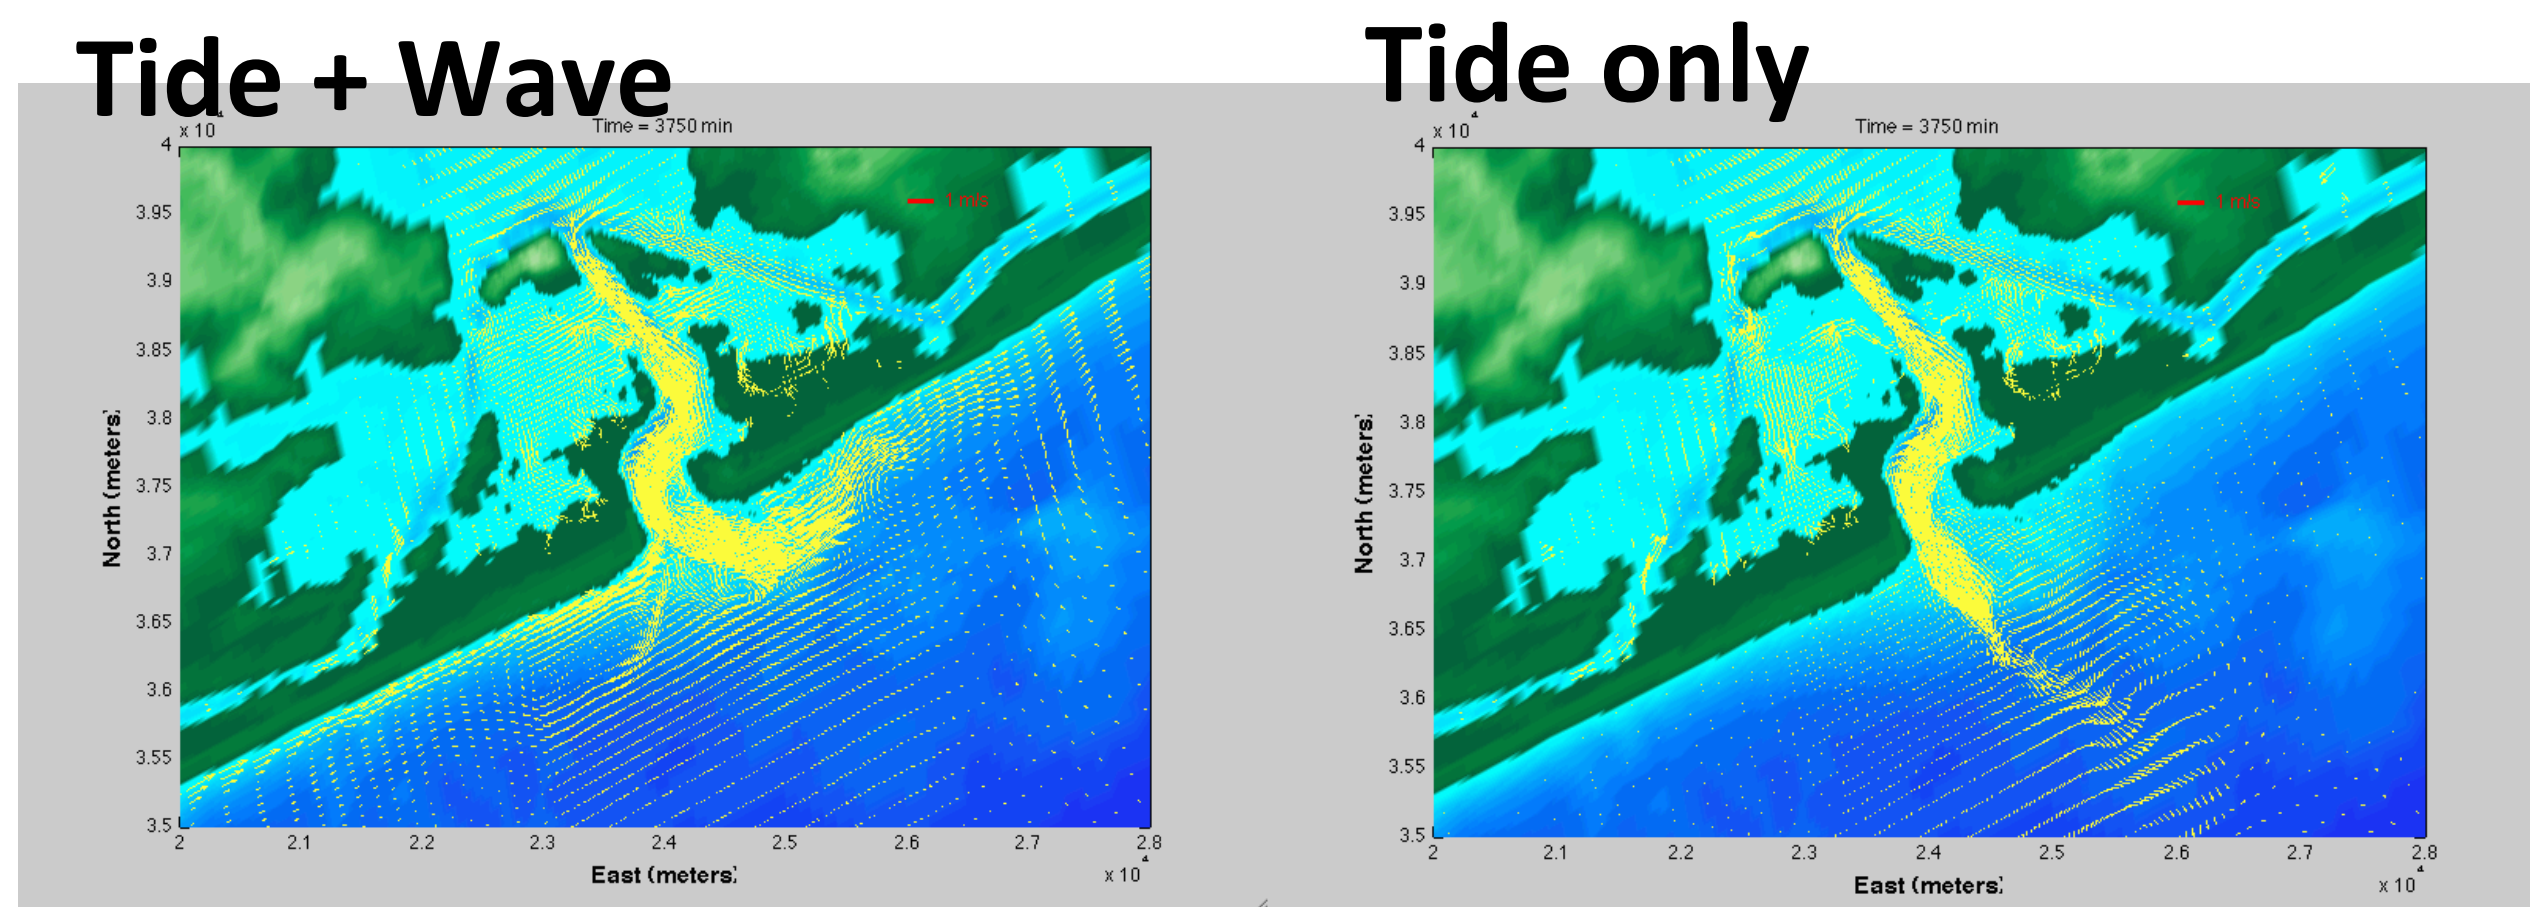 Tide + Wave
Tide only
x 10^4
Time = 3750 min
4
3.95
3.9
3.85
3.8
3.75
3.7
3.65
3.6
3.55
3.5
1 m/s
North (meters)
2
2.1
2.2
2.3
2.4
2.5
2.6
2.7
2.8
East (meters)
x 10^4
x 10^4
Time = 3750 min
4
3.95
3.9
3.85
3.8
3.75
3.7
3.65
3.6
3.55
3.5
1 m/s
North (meters)
2
2.1
2.2
2.3
2.4
2.5
2.6
2.7
2.8
East (meters)
x 10^4